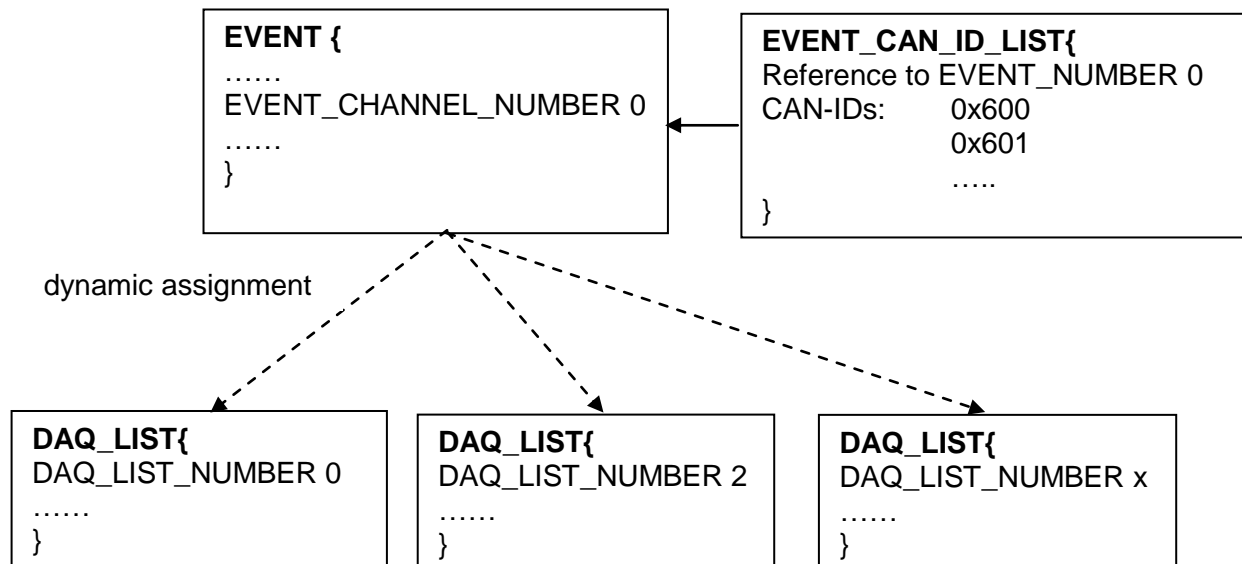 EVENT {
……
EVENT_CHANNEL_NUMBER 0
……
}
EVENT_CAN_ID_LIST{
Reference to EVENT_NUMBER 0
CAN-IDs: 0x600
0x601
…..
}
dynamic assignment
DAQ_LIST{
DAQ_LIST_NUMBER 0
……
}
DAQ_LIST{
DAQ_LIST_NUMBER 2
……
}
DAQ_LIST{
DAQ_LIST_NUMBER x
……
}